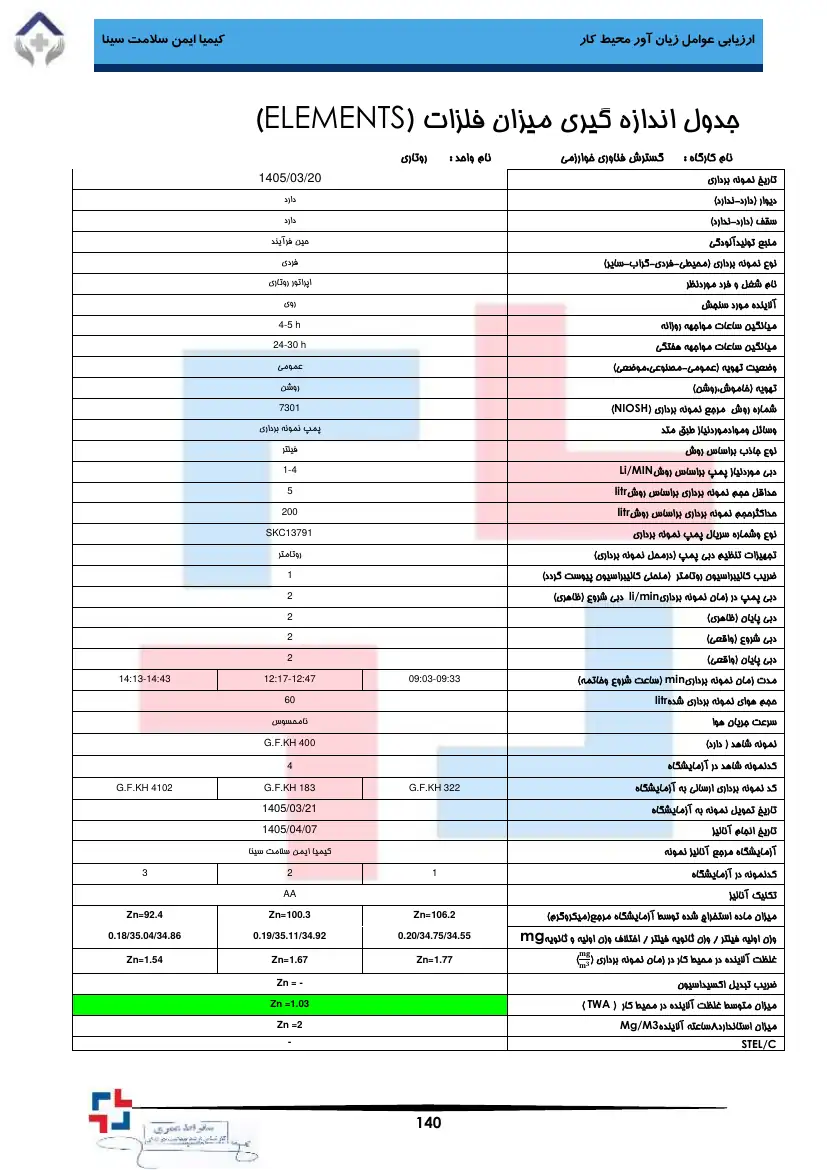 ارزیابی عوامل زیان آور محیط کار کیمیا ایمن سلامت سینا
جدول اندازه گیری میزان فلزات (ELEMENTS)
نام کارگاه : گسترش فناوری خوارزمی نام واحد : روتاری
تاریخ نمونه برداری 1405/03/20
دیوار (دارد-ندارد) دارد
سقف (دارد-ندارد) دارد
منبع تولیدآلودگی حین فرآیند
نوع نمونه برداری (محیطی-فردی-گراب-سایر) فردی
نام شغل و فرد موردنظر اپراتور روتاری
آلاینده مورد سنجش روی
میانگین ساعات مواجهه روزانه 4-5 h
میانگین ساعات مواجهه هفتگی 24-30 h
وضعیت تهویه (عمومی-مصنوعی،موضعی) عمومی
تهویه (خاموش،روشن) روشن
شماره روش مرجع نمونه برداری (NIOSH) 7301
وسائل وموادموردنیاز طبق متد پمپ نمونه برداری
نوع جاذب براساس روش فیلتر
دبی موردنیاز پمپ براساس روش Li/MIN 1-4
حداقل حجم نمونه برداری براساس روش litr 5
حداکثرحجم نمونه برداری براساس روش litr 200
نوع وشماره سریال پمپ نمونه برداری SKC13791
تجهیزات تنظیم دبی پمپ (درمحل نمونه برداری) روتامتر
ضریب کالیبراسیون روتامتر (منحنی کالیبراسیون پیوست گردد) 1
دبی پمپ در زمان نمونه برداری li/min دبی شروع (ظاهری) 2
دبی پایان (ظاهری) 2
دبی شروع (واقعی) 2
دبی پایان (واقعی) 2
مدت زمان نمونه برداری min (ساعت شروع وخاتمه) 09:03-09:33 12:17-12:47 14:13-14:43
حجم هوای نمونه برداری شده litr 60
سرعت جریان هوا نامحسوس
نمونه شاهد ( دارد) G.F.KH 400
کدنمونه شاهد در آزمایشگاه 4
کد نمونه برداری ارسالی به آزمایشگاه G.F.KH 322 G.F.KH 183 G.F.KH 4102
تاریخ تحویل نمونه به آزمایشگاه 1405/03/21
تاریخ انجام آنالیز 1405/04/07
آزمایشگاه مرجع آنالیز نمونه کیمیا ایمن سلامت سینا
کدنمونه در آزمایشگاه 1 2 3
تکنیک آنالیز AA
میزان ماده استخراج شده توسط آزمایشگاه مرجع(میکروگرم) Zn=106.2 Zn=100.3 Zn=92.4
وزن اولیه فیلتر / وزن ثانویه فیلتر / اختلاف وزن اولیه و ثانویه mg 0.20/34.75/34.55 0.19/35.11/34.92 0.18/35.04/34.86
غلظت آلاینده در محیط کار در زمان نمونه برداری (mg/m³) Zn=1.77 Zn=1.67 Zn=1.54
ضریب تبدیل اکسیداسیون Zn = -
میزان متوسط غلظت آلاینده در محیط کار ( TWA ) Zn =1.03
میزان استاندارد۸ساعته آلاینده Mg/M3 Zn =2
STEL/C -
140